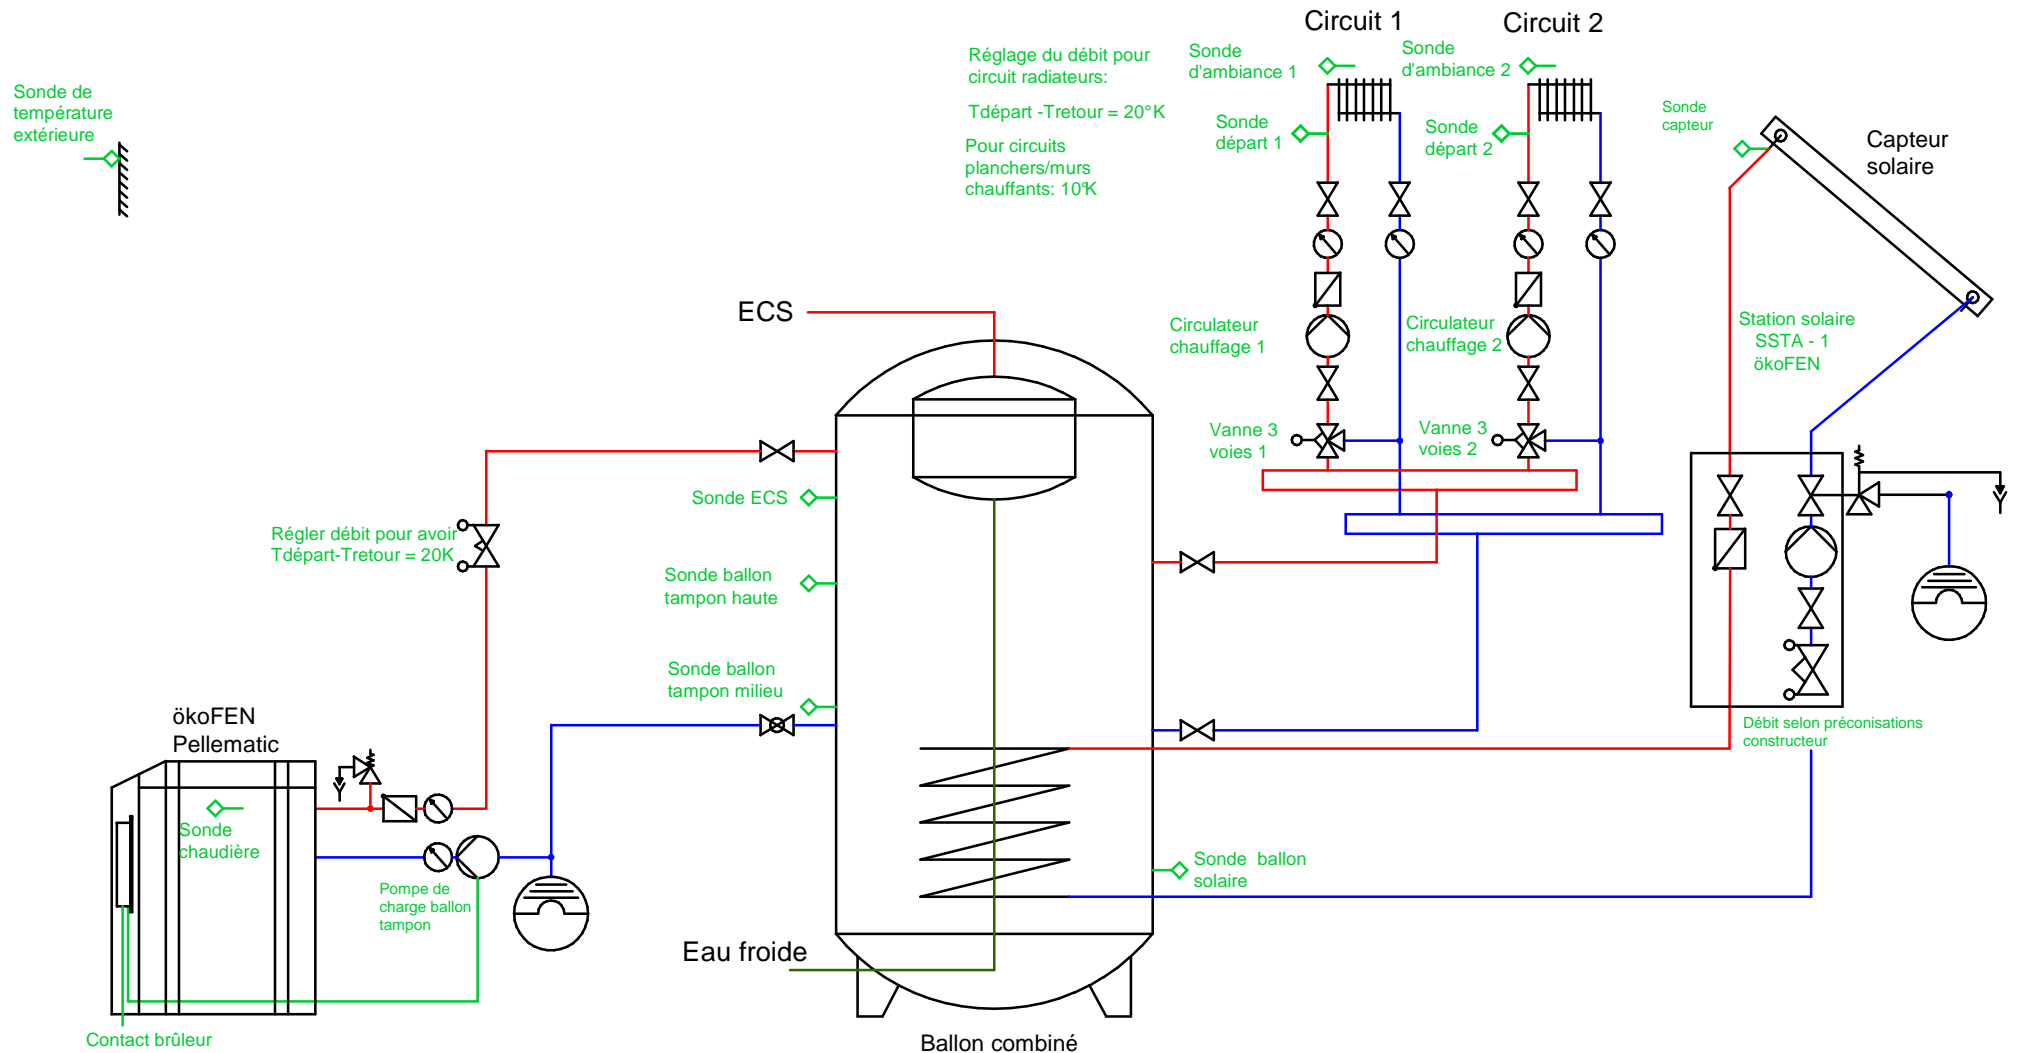 Circuit 1
Circuit 2
Réglage du débit pour
circuit radiateurs:
Tdépart -Tretour = 20°K
Pour circuits
planchers/murs
chauffants: 10°K
Sonde
d'ambiance 1
Sonde
d'ambiance 2
Sonde de
température
extérieure
Sonde
départ 1
Sonde
départ 2
Sonde
capteur
Capteur
solaire
ECS
Circulateur
chauffage 1
Circulateur
chauffage 2
Station solaire
SSTA - 1
ökoFEN
Vanne 3
voies 1
Vanne 3
voies 2
Sonde ECS
Régler débit pour avoir
Tdépart-Tretour = 20K
Sonde ballon
tampon haute
Sonde ballon
tampon milieu
ökoFEN
Pellematic
Débit selon préconisations
constructeur
Sonde
chaudière
Pompe de
charge ballon
tampon
Sonde ballon
solaire
Eau froide
Contact brûleur
Ballon combiné